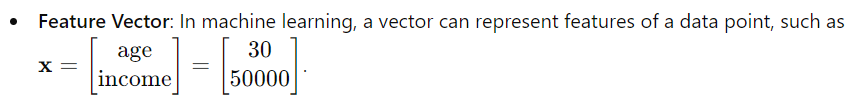 • Feature Vector: In machine learning, a vector can represent features of a data point, such as
x = [age income] = [30 50000].